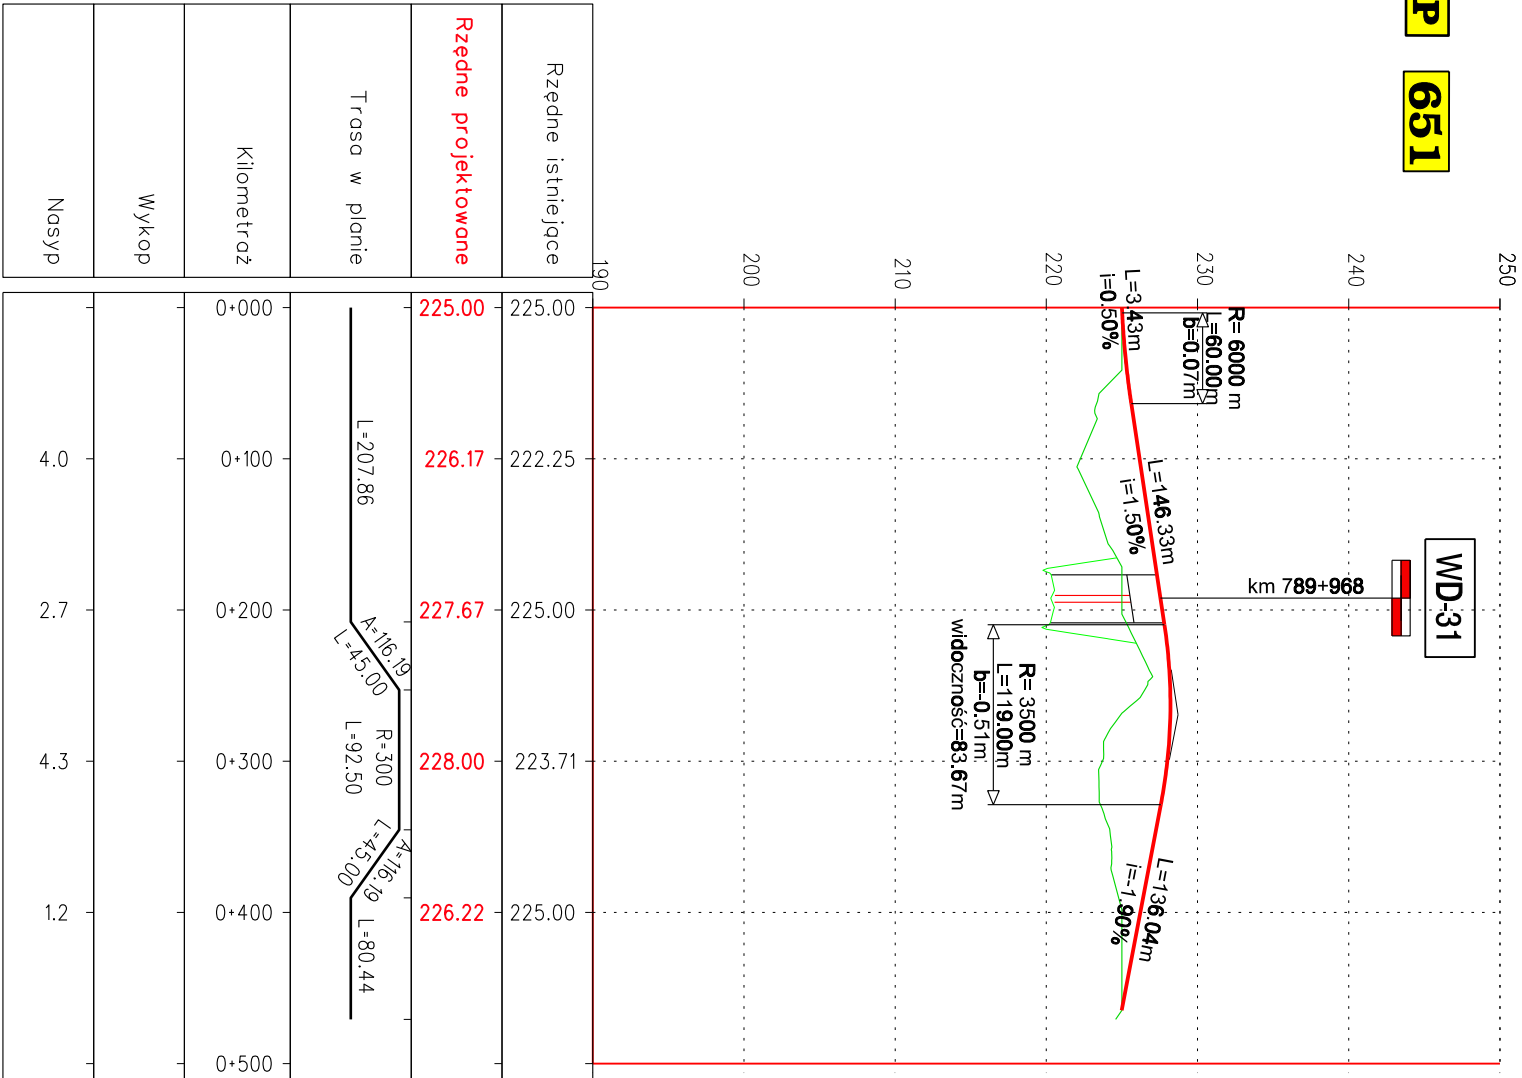 P 651
WD-31
km 789+968
250
240
230
220
210
200
190
R= 6000 m
L=60.00m
b=0.07m
L=3.43m
i=0.50%
L=146.33m
i=1.50%
R= 3500 m
L=119.00m
b=-0.51m
widoczność=83.67m
L=136.04m
i=-1.90%
Rzędne istniejące
225.00 222.25 225.00 223.71 225.00
Rzędne projektowane
225.00 226.17 227.67 228.00 226.22
Trasa w planie
L=207.86
A=116.19
L=45.00
R=300
L=92.50
A=116.19
L=45.00
L=80.44
Kilometraż
0+000 0+100 0+200 0+300 0+400 0+500
Wykop
Nasyp
4.0 2.7 4.3 1.2